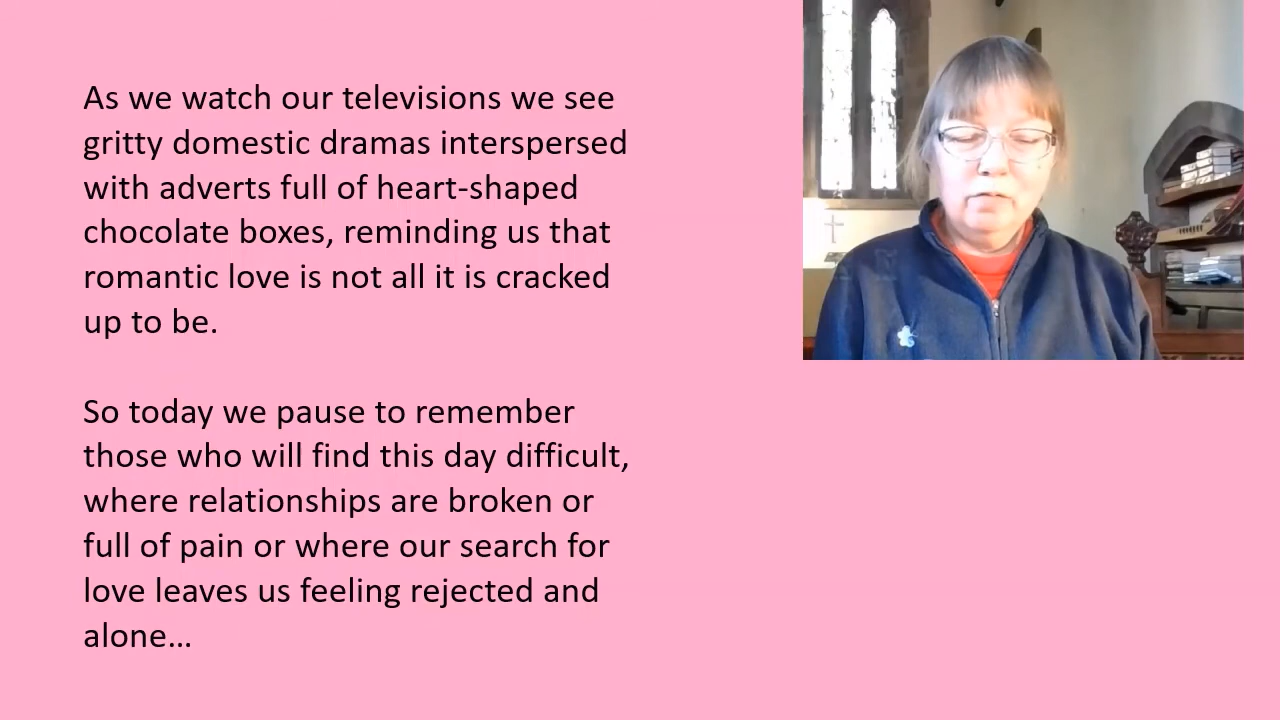 As we watch our televisions we see
gritty domestic dramas interspersed
with adverts full of heart-shaped
chocolate boxes, reminding us that
romantic love is not all it is cracked
up to be.
So today we pause to remember
those who will find this day difficult,
where relationships are broken or
full of pain or where our search for
love leaves us feeling rejected and
alone…